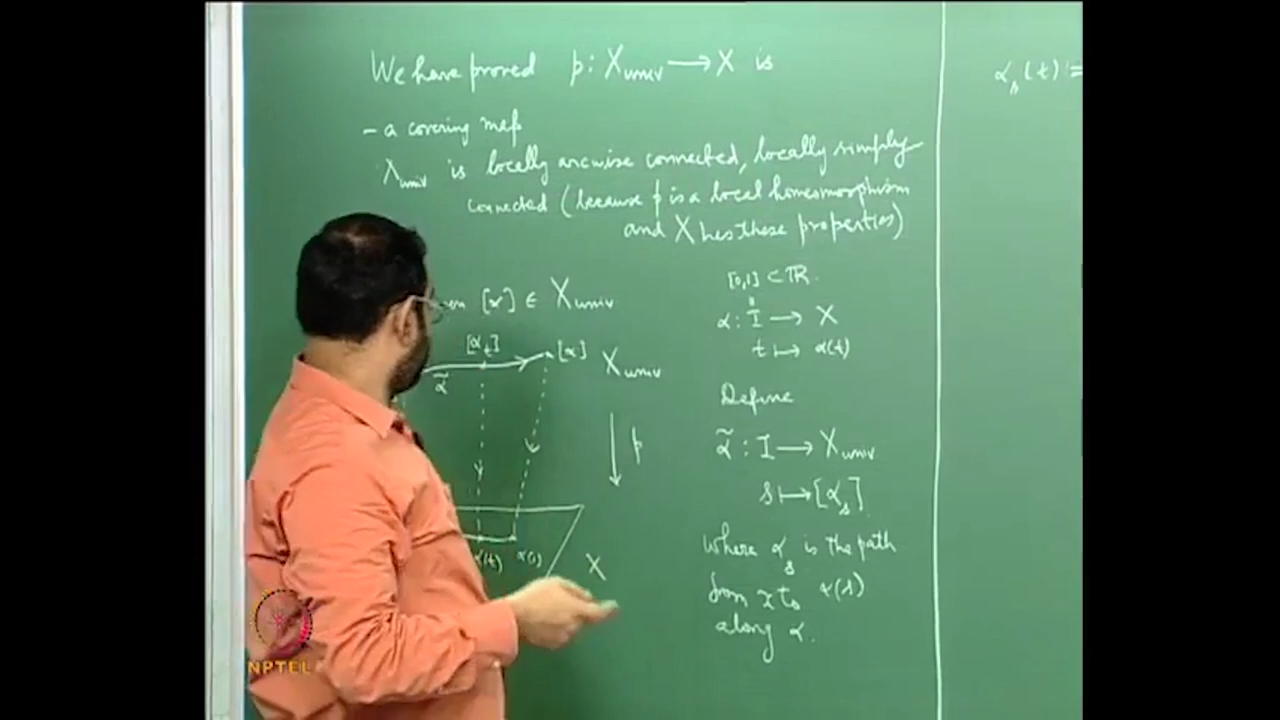 We have proved p : X_univ ⟶ X is
- a covering map
X_univ is locally arcwise connected, locally simply
connected (because p is a local homeomorphism
and X has these properties)
[α] ∈ X_univ
[α_t]
[α]
X_univ
α̃
p
α(t) α(1)
X
[0,1] ⊂ ℝ.
α : I ⟶ X
t ⟼ α(t)
Define
α̃ : I ⟶ X_univ
s ⟼ [α_s].
where α_s is the path
from x to α(s)
along α.
α_s(t) :=
NPTEL